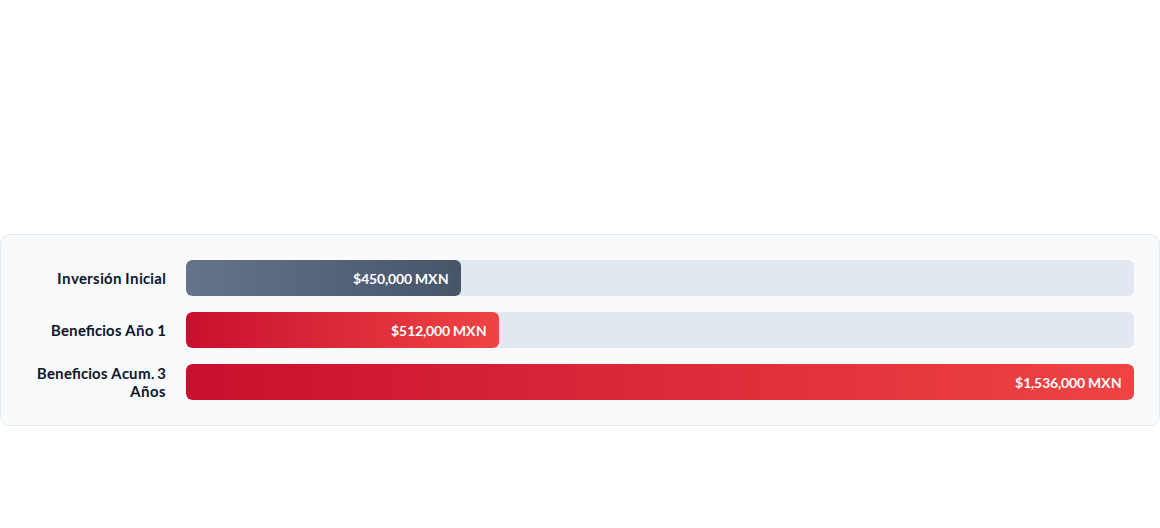 Inversión Inicial
$450,000 MXN
Beneficios Año 1
$512,000 MXN
Beneficios Acum. 3
Años
$1,536,000 MXN